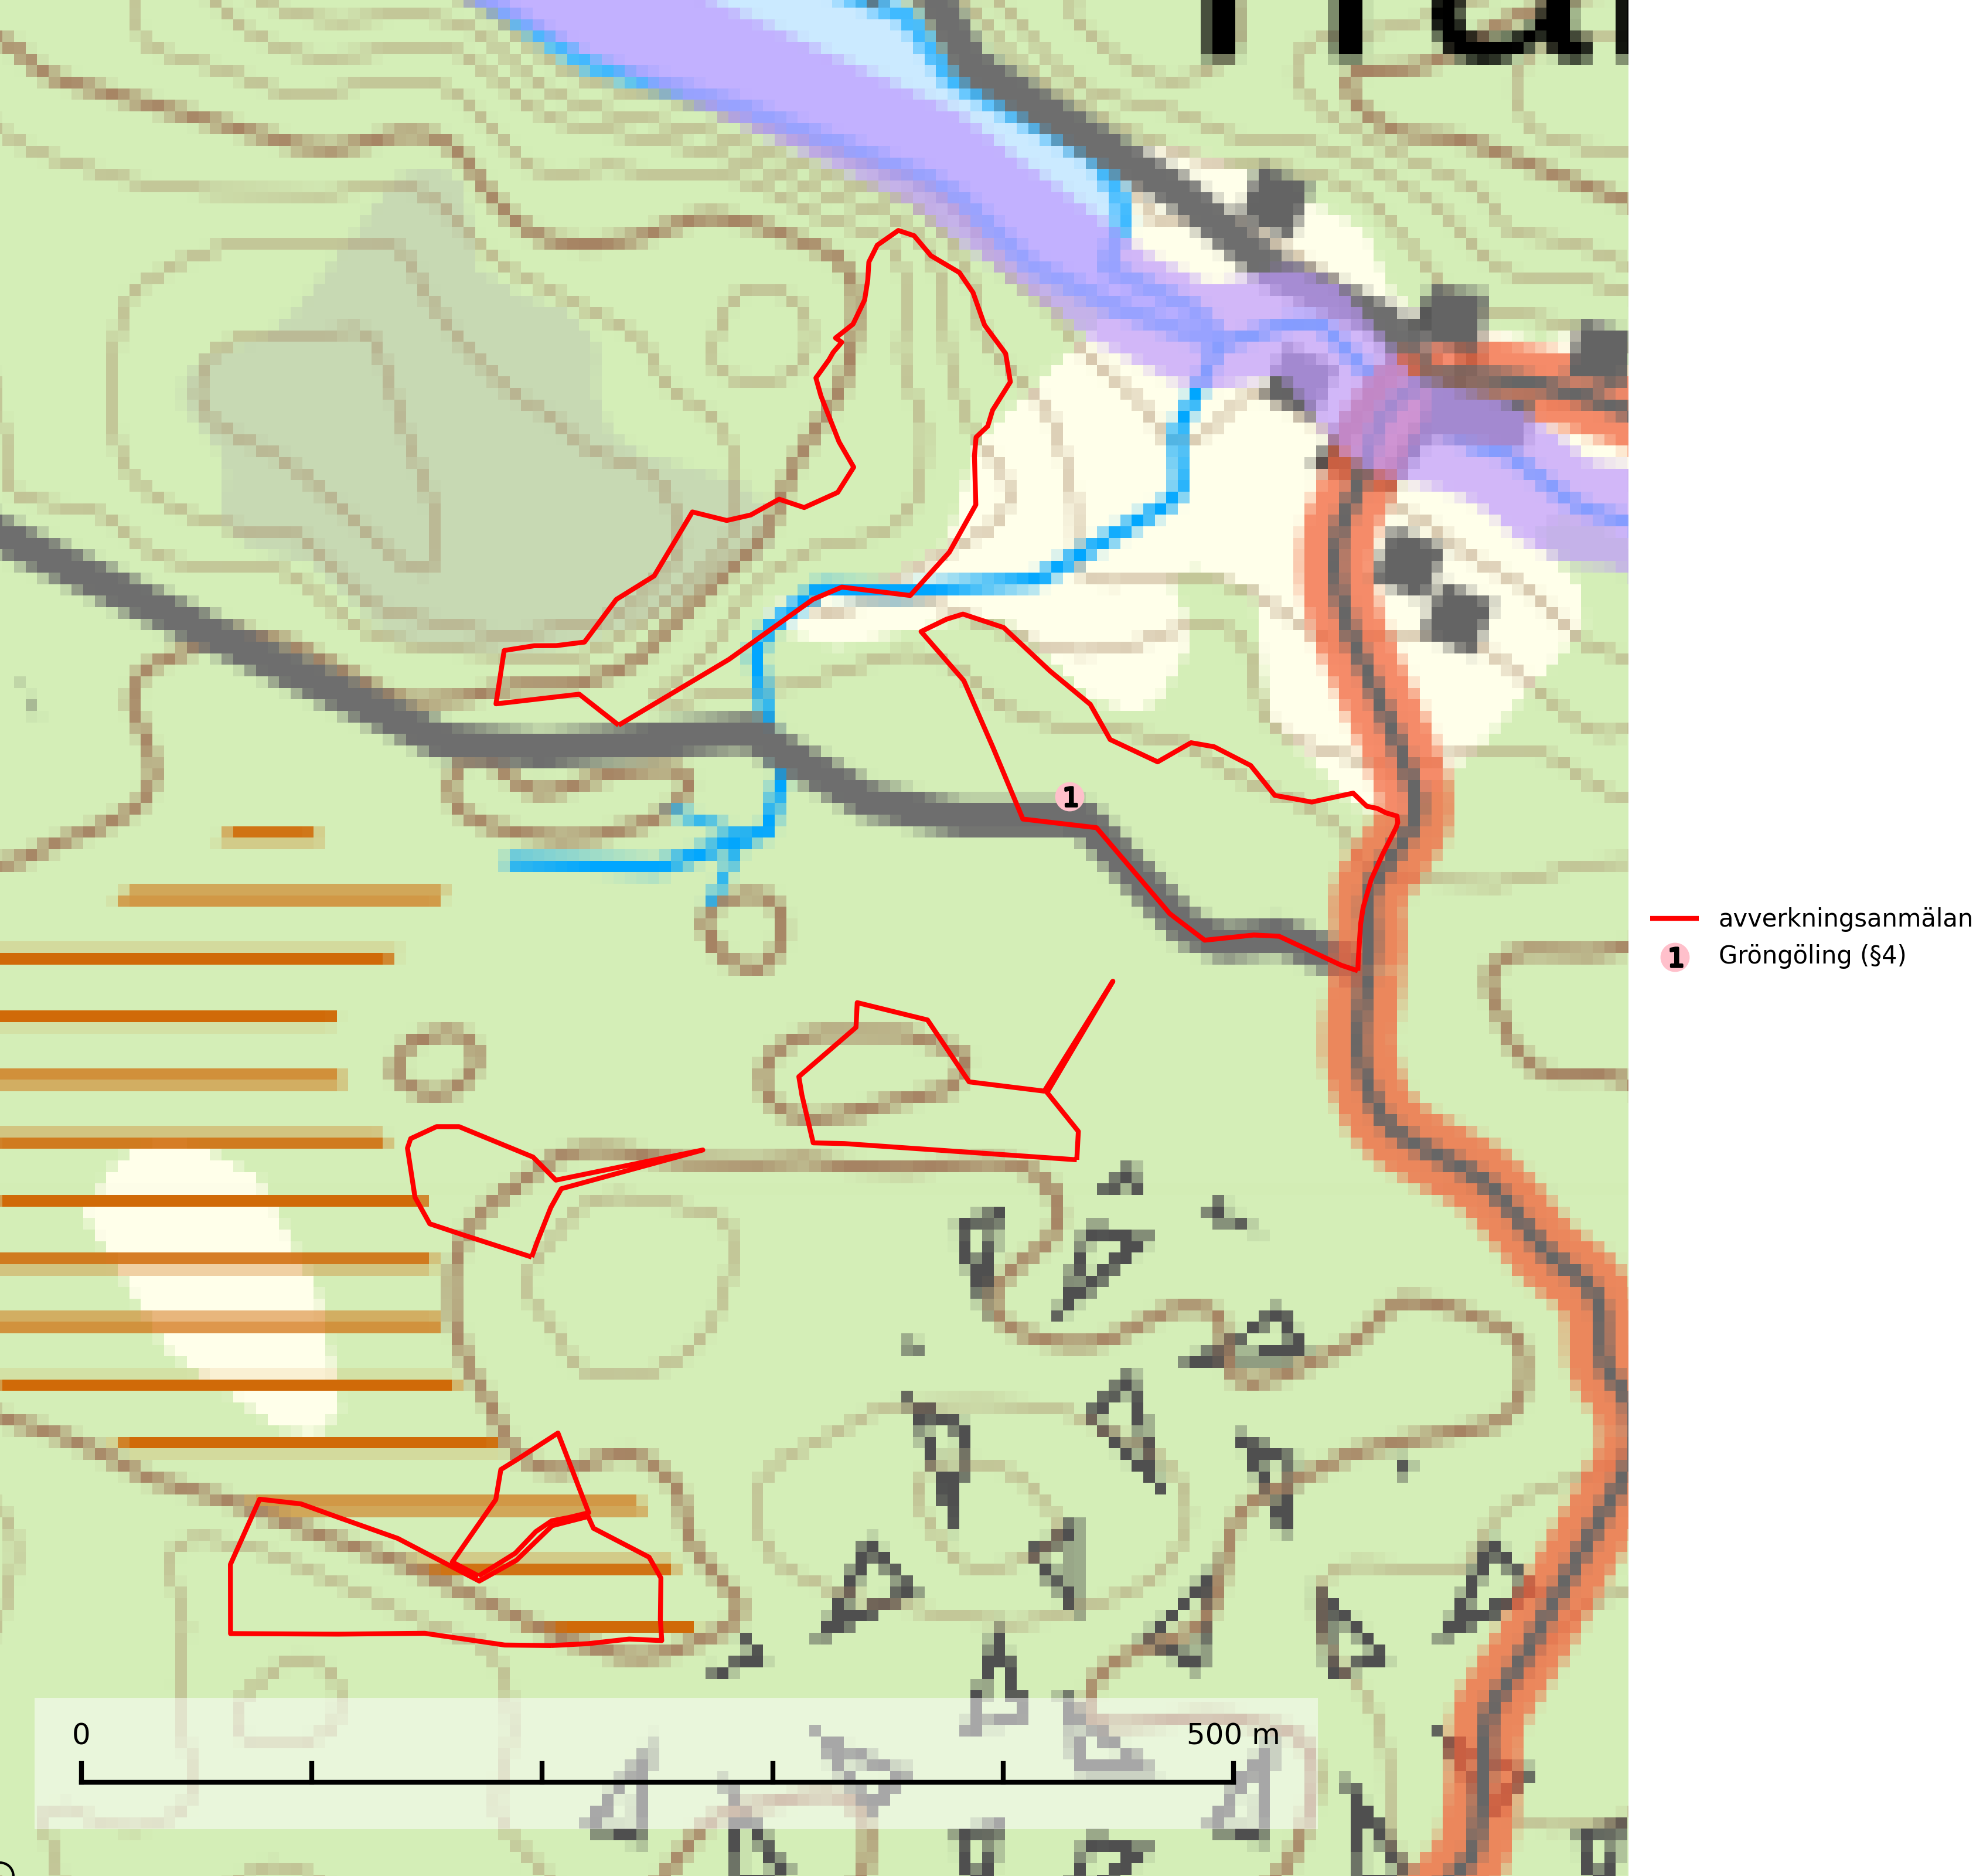 1
avverkningsanmälan
1 Gröngöling (§4)
0 500 m